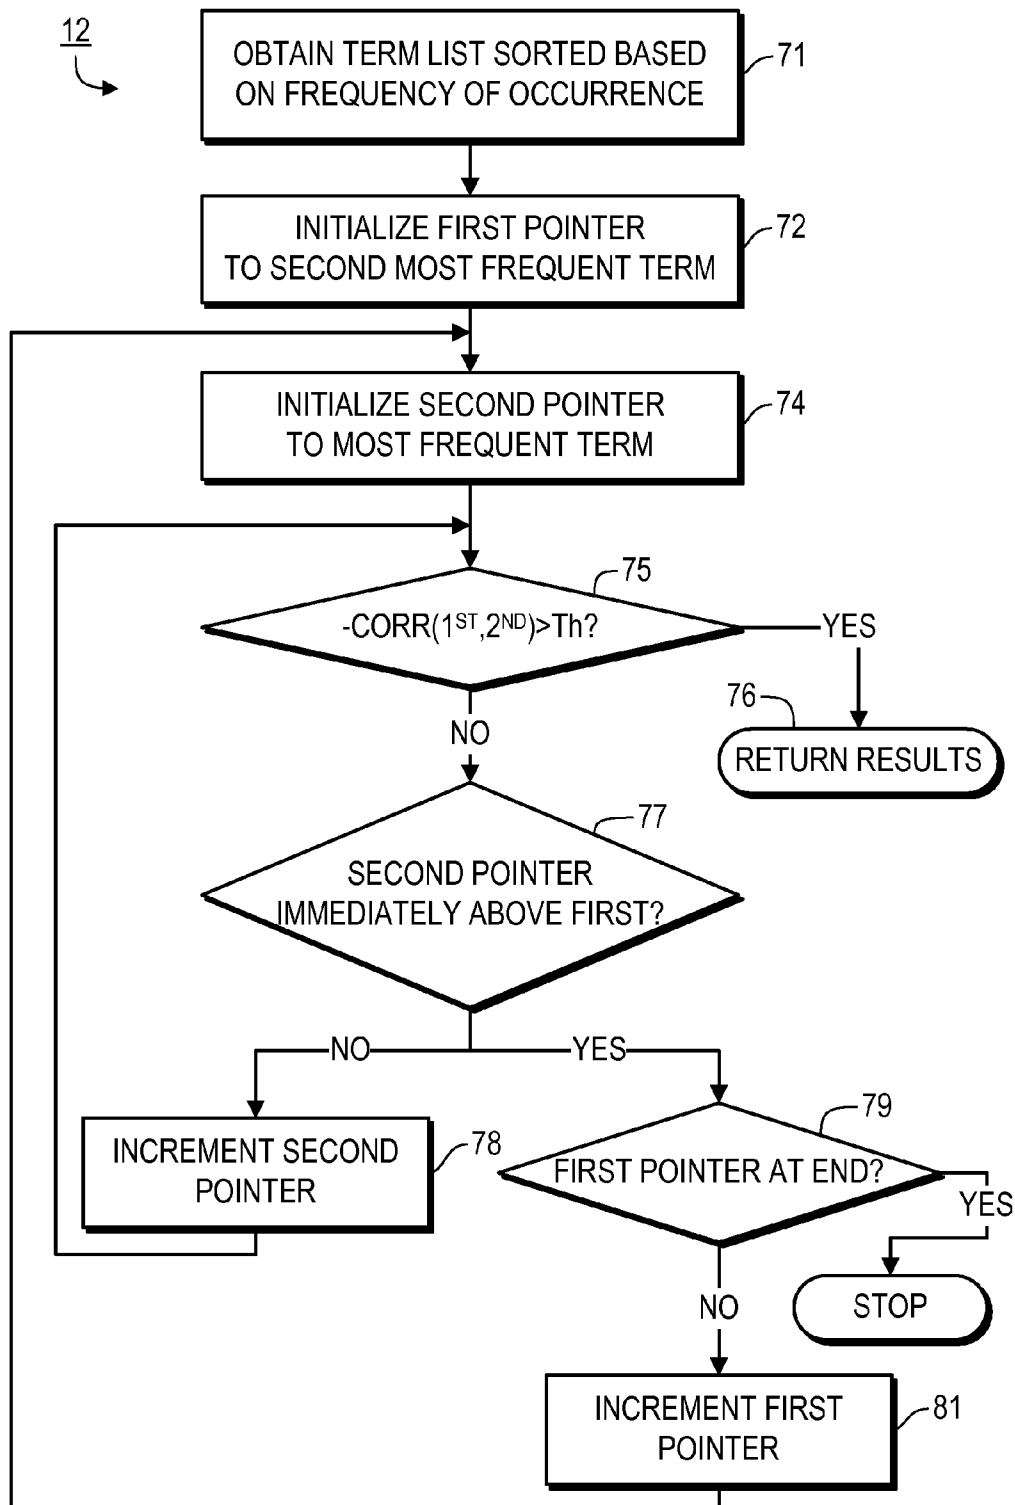 12
OBTAIN TERM LIST SORTED BASED
ON FREQUENCY OF OCCURRENCE
71
INITIALIZE FIRST POINTER
TO SECOND MOST FREQUENT TERM
72
INITIALIZE SECOND POINTER
TO MOST FREQUENT TERM
74
75
-CORR(1ST,2ND)>Th?
YES
76
RETURN RESULTS
NO
77
SECOND POINTER
IMMEDIATELY ABOVE FIRST?
NO
YES
INCREMENT SECOND
POINTER
78
79
FIRST POINTER AT END?
YES
STOP
NO
INCREMENT FIRST
POINTER
81